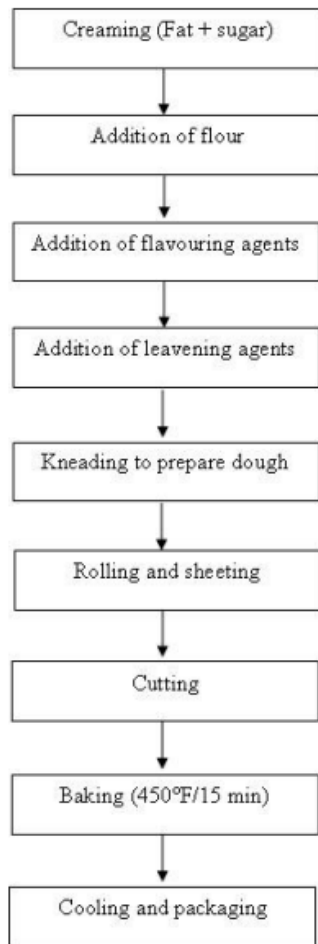 Creaming (Fat + sugar)
Addition of flour
Addition of flavouring agents
Addition of leavening agents
Kneading to prepare dough
Rolling and sheeting
Cutting
Baking (450°F/15 min)
Cooling and packaging